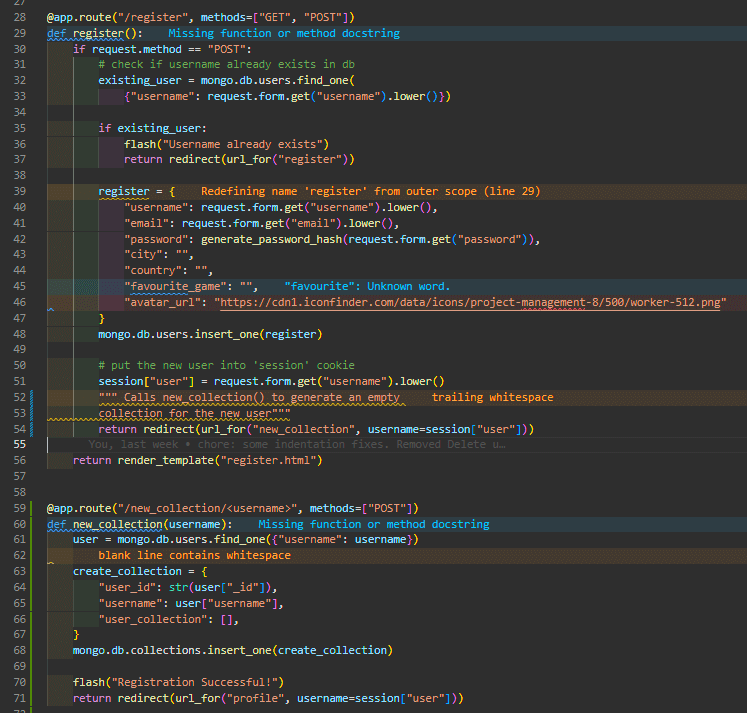 27
28 @app.route("/register", methods=["GET", "POST"])
29 def register(): Missing function or method docstring
30 if request.method == "POST":
31 # check if username already exists in db
32 existing_user = mongo.db.users.find_one(
33 {"username": request.form.get("username").lower()})
34
35 if existing_user:
36 flash("Username already exists")
37 return redirect(url_for("register"))
38
39 register = { Redefining name 'register' from outer scope (line 29)
40 "username": request.form.get("username").lower(),
41 "email": request.form.get("email").lower(),
42 "password": generate_password_hash(request.form.get("password")),
43 "city": "",
44 "country": "",
45 "favourite_game": "", "favourite": Unknown word.
46 "avatar_url": "https://cdn1.iconfinder.com/data/icons/project-management-8/500/worker-512.png"
47 }
48 mongo.db.users.insert_one(register)
49
50 # put the new user into 'session' cookie
51 session["user"] = request.form.get("username").lower()
52 """ Calls new_collection() to generate an empty trailing whitespace
53 collection for the new user"""
54 return redirect(url_for("new_collection", username=session["user"]))
55 You, last week • chore: some indentation fixes. Removed Delete u…
56 return render_template("register.html")
57
58
59 @app.route("/new_collection/<username>", methods=["POST"])
60 def new_collection(username): Missing function or method docstring
61 user = mongo.db.users.find_one({"username": username})
62 blank line contains whitespace
63 create_collection = {
64 "user_id": str(user["_id"]),
65 "username": user["username"],
66 "user_collection": [],
67 }
68 mongo.db.collections.insert_one(create_collection)
69
70 flash("Registration Successful!")
71 return redirect(url_for("profile", username=session["user"]))